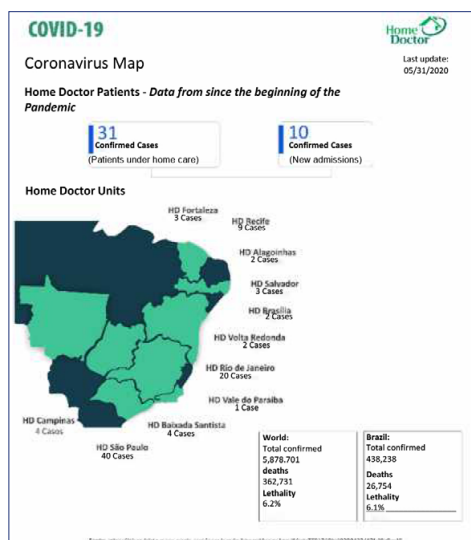 COVID-19
Home
Doctor
Coronavirus Map
Last update:
05/31/2020
Home Doctor Patients - Data from since the beginning of the
Pandemic
31
Confirmed Cases
(Patients under home care)
10
Confirmed Cases
(New admissions)
Home Doctor Units
HD Fortaleza
3 Cases
HD Recife
9 Cases
HD Alagoinhas
2 Cases
HD Salvador
3 Cases
HD Brasília
2 Cases
HD Volta Redonda
2 Cases
HD Rio de Janeiro
20 Cases
HD Vale do Paraíba
1 Case
HD Baixada Santista
4 Cases
HD Campinas
4 Casos
HD São Paulo
40 Cases
World:
Total confirmed
5,878.701
deaths
362,731
Lethality
6.2%
Brazil:
Total confirmed
438,238
Deaths
26,754
Lethality
6.1%